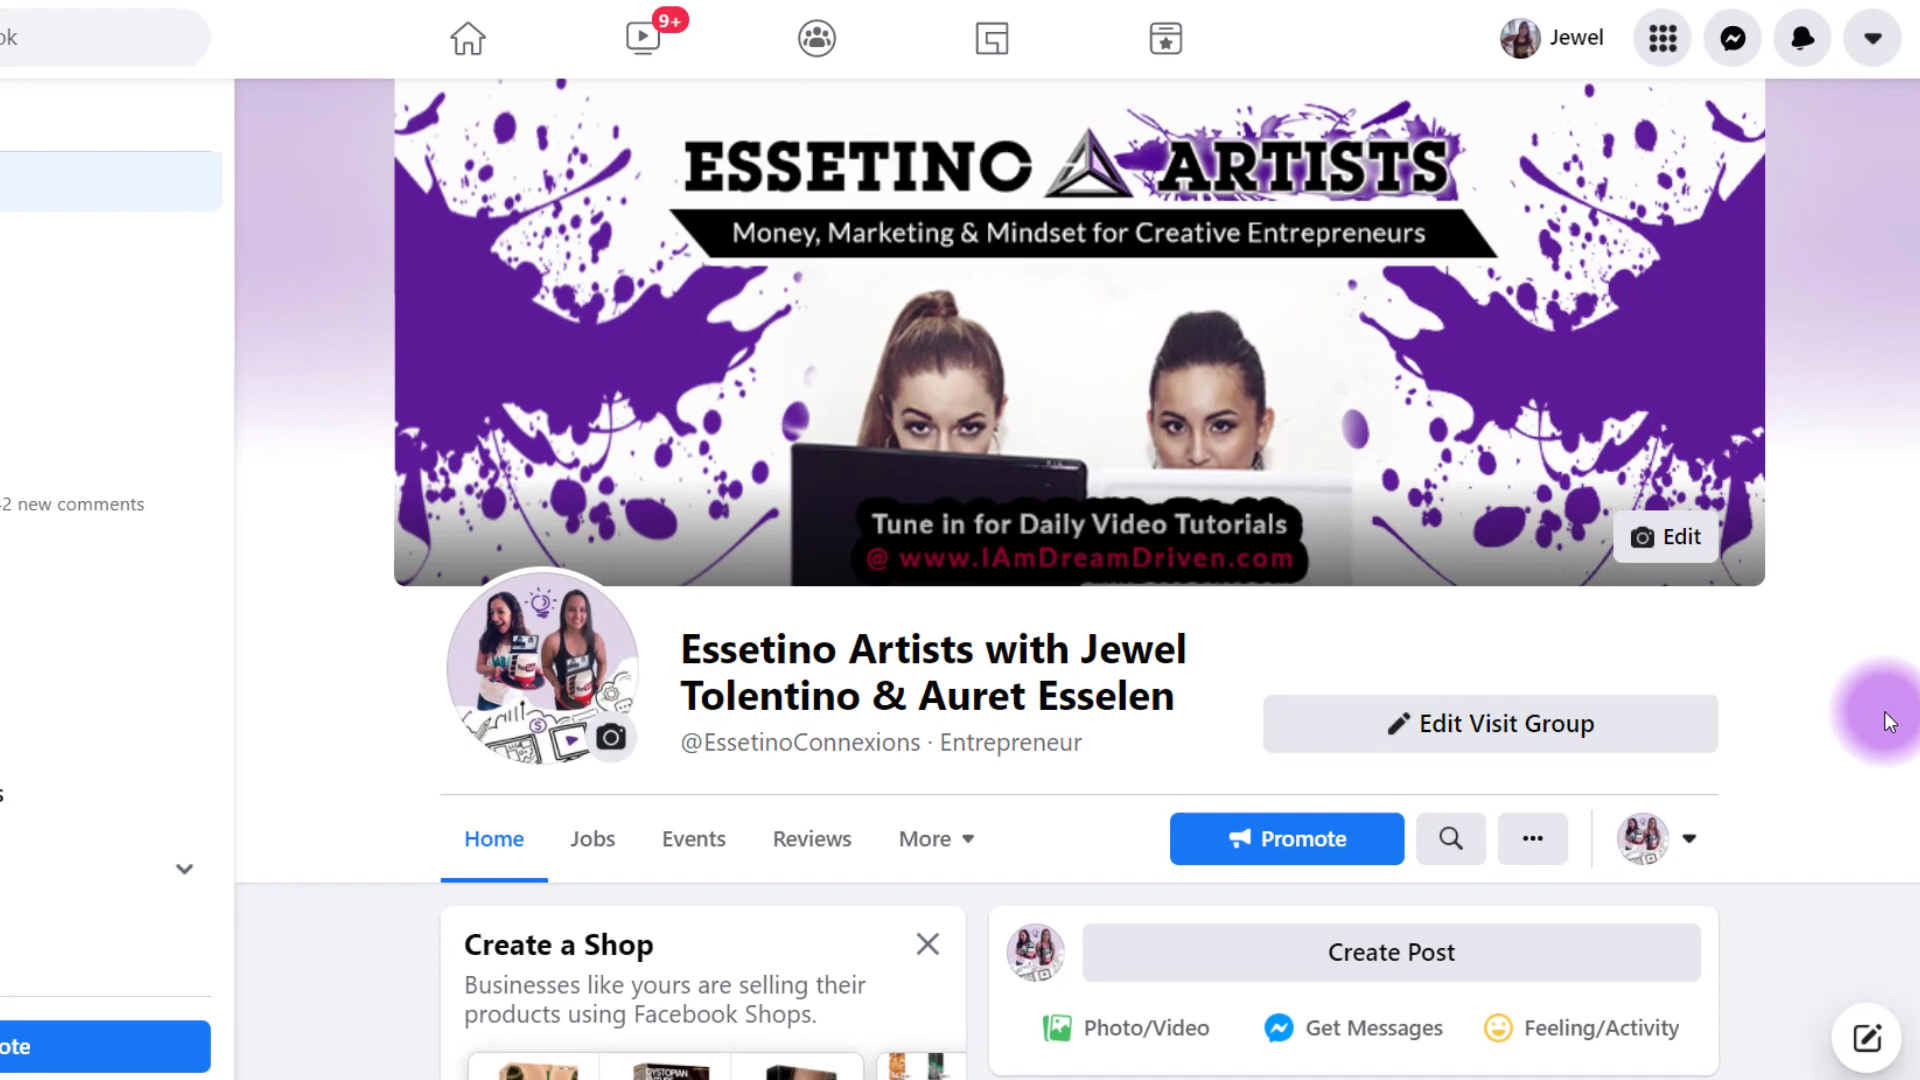 ok
9+
Jewel
ESSETINO ARTISTS
Money, Marketing & Mindset for Creative Entrepreneurs
Tune in for Daily Video Tutorials
@ www.IAmDreamDriven.com
Edit
2 new comments
Essetino Artists with Jewel
Tolentino & Auret Esselen
@EssetinoConnexions · Entrepreneur
Edit Visit Group
s
Home
Jobs
Events
Reviews
More
Promote
Create a Shop
Businesses like yours are selling their
products using Facebook Shops.
DYSTOPIAN
Create Post
Photo/Video
Get Messages
Feeling/Activity
ote